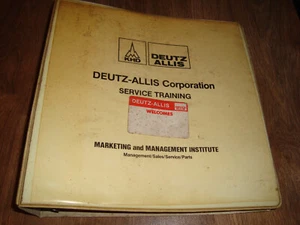 KHD
DEUTZ
ALLIS
DEUTZ-ALLIS Corporation
SERVICE TRAINING
DEUTZ-ALLIS
WELCOMES
MARKETING and MANAGEMENT INSTITUTE
Management/Sales/Service/Parts